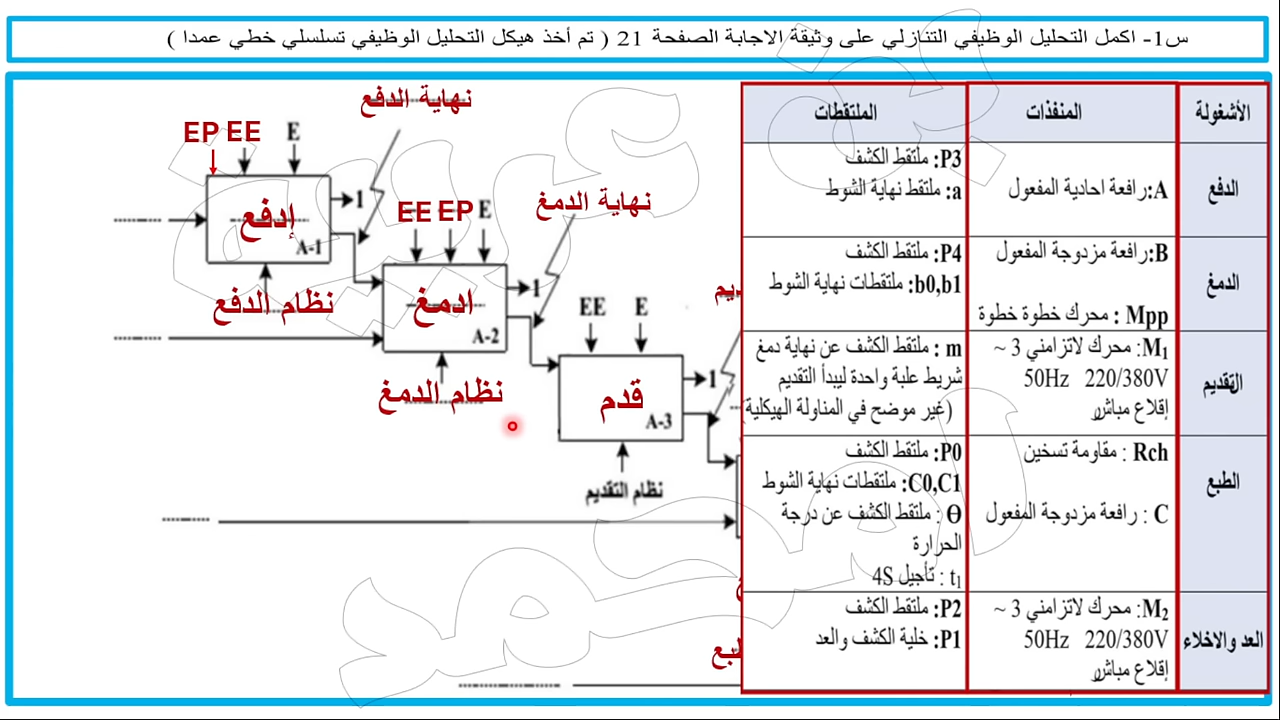 س1- اكمل التحليل الوظيفي التنازلي على وثيقة الاجابة الصفحة 21 ( تم أخذ هيكل التحليل الوظيفي تسلسلي خطي عمدا )
نهاية الدفع
EP EE E
إدفع
1
A-1
نظام الدفع
نهاية الدمغ
EE EP E
ادمغ
1
A-2
نظام الدمغ
EE E
قدم
1
A-3
نظام التقديم
الأشغولة
المنفذات
الملتقطات
الدفع
A:رافعة احادية المفعول
P3: ملتقط الكشف
a: ملتقط نهاية الشوط
الدمغ
B:رافعة مزدوجة المفعول
Mpp : محرك خطوة خطوة
P4: ملتقط الكشف
b0,b1: ملتقطات نهاية الشوط
التقديم
M1: محرك لاتزامني 3 ~
50Hz 220/380V
إقلاع مباشر
m : ملتقط الكشف عن نهاية دمغ
شريط علبة واحدة ليبدأ التقديم
(غير موضح في المناولة الهيكلية)
الطبع
Rch : مقاومة تسخين
C : رافعة مزدوجة المفعول
P0: ملتقط الكشف
C0,C1: ملتقطات نهاية الشوط
Θ : ملتقط الكشف عن درجة
الحرارة
t1 : تأجيل 4S
العد والاخلاء
M2: محرك لاتزامني 3 ~
50Hz 220/380V
إقلاع مباشر
P2: ملتقط الكشف
P1: خلية الكشف والعد